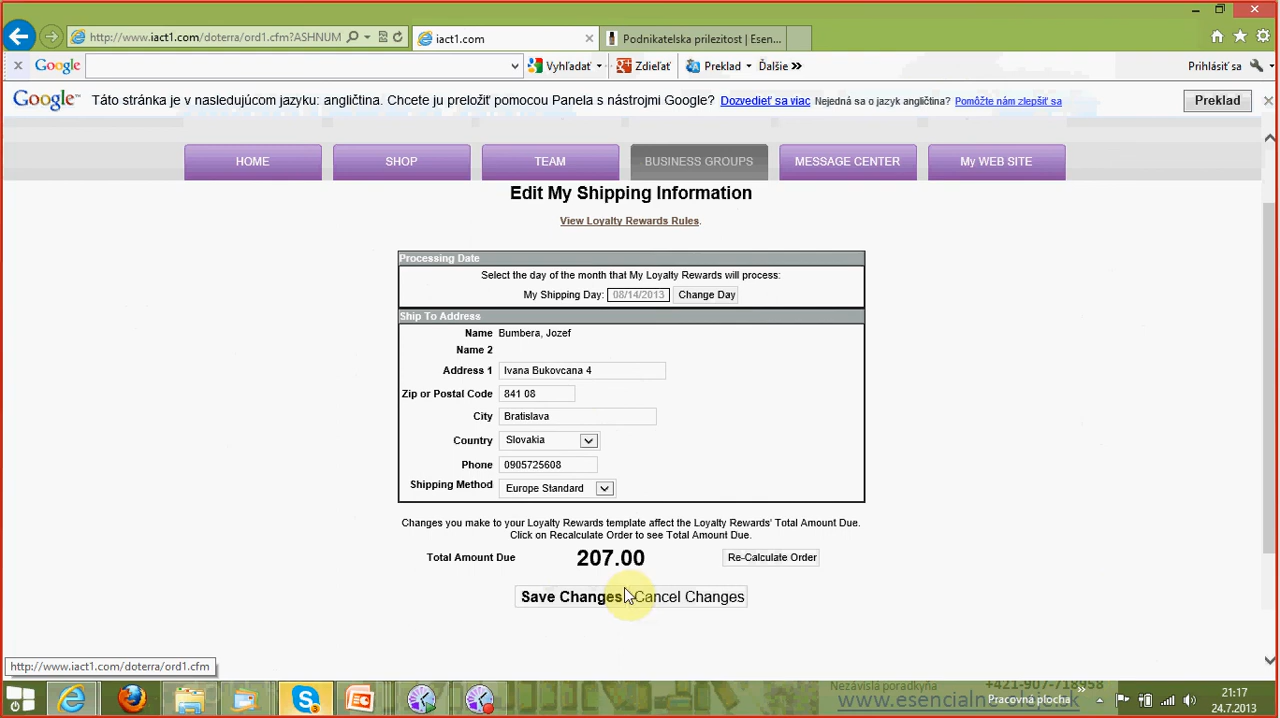 http://www.iact1.com/doterra/ord1.cfm?ASHNUM
iact1.com
Podnikatelska prilezitost | Esen...
Google
Vyhľadať
Zdieľať
Preklad
Ďalšie »
Prihlásiť sa
Google™
Táto stránka je v nasledujúcom jazyku: angličtina. Chcete ju preložiť pomocou Panela s nástrojmi Google?
Dozvedieť sa viac
Nejedná sa o jazyk angličtina?
Pomôžte nám zlepšiť sa
Preklad
HOME
SHOP
TEAM
BUSINESS GROUPS
MESSAGE CENTER
My WEB SITE
Edit My Shipping Information
View Loyalty Rewards Rules.
Processing Date
Select the day of the month that My Loyalty Rewards will process:
My Shipping Day: 08/14/2013 Change Day
Ship To Address
Name Bumbera, Jozef
Name 2
Address 1 Ivana Bukovcana 4
Zip or Postal Code 841 08
City Bratislava
Country Slovakia
Phone 0905725608
Shipping Method Europe Standard
Changes you make to your Loyalty Rewards template affect the Loyalty Rewards' Total Amount Due.
Click on Recalculate Order to see Total Amount Due.
Total Amount Due 207.00 Re-Calculate Order
Save Changes Cancel Changes
http://www.iact1.com/doterra/ord1.cfm
Nezávislá poradkyňa
+421-907-718958
www.esencialne-oleje.sk
Pracovná plocha
21:17
24.7.2013